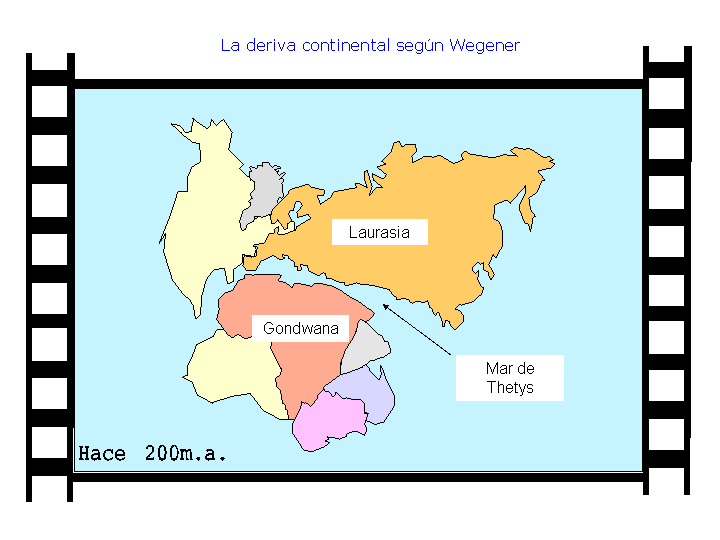 La deriva continental según Wegener
Laurasia
Gondwana
Mar de
Thetys
Hace 200m.a.